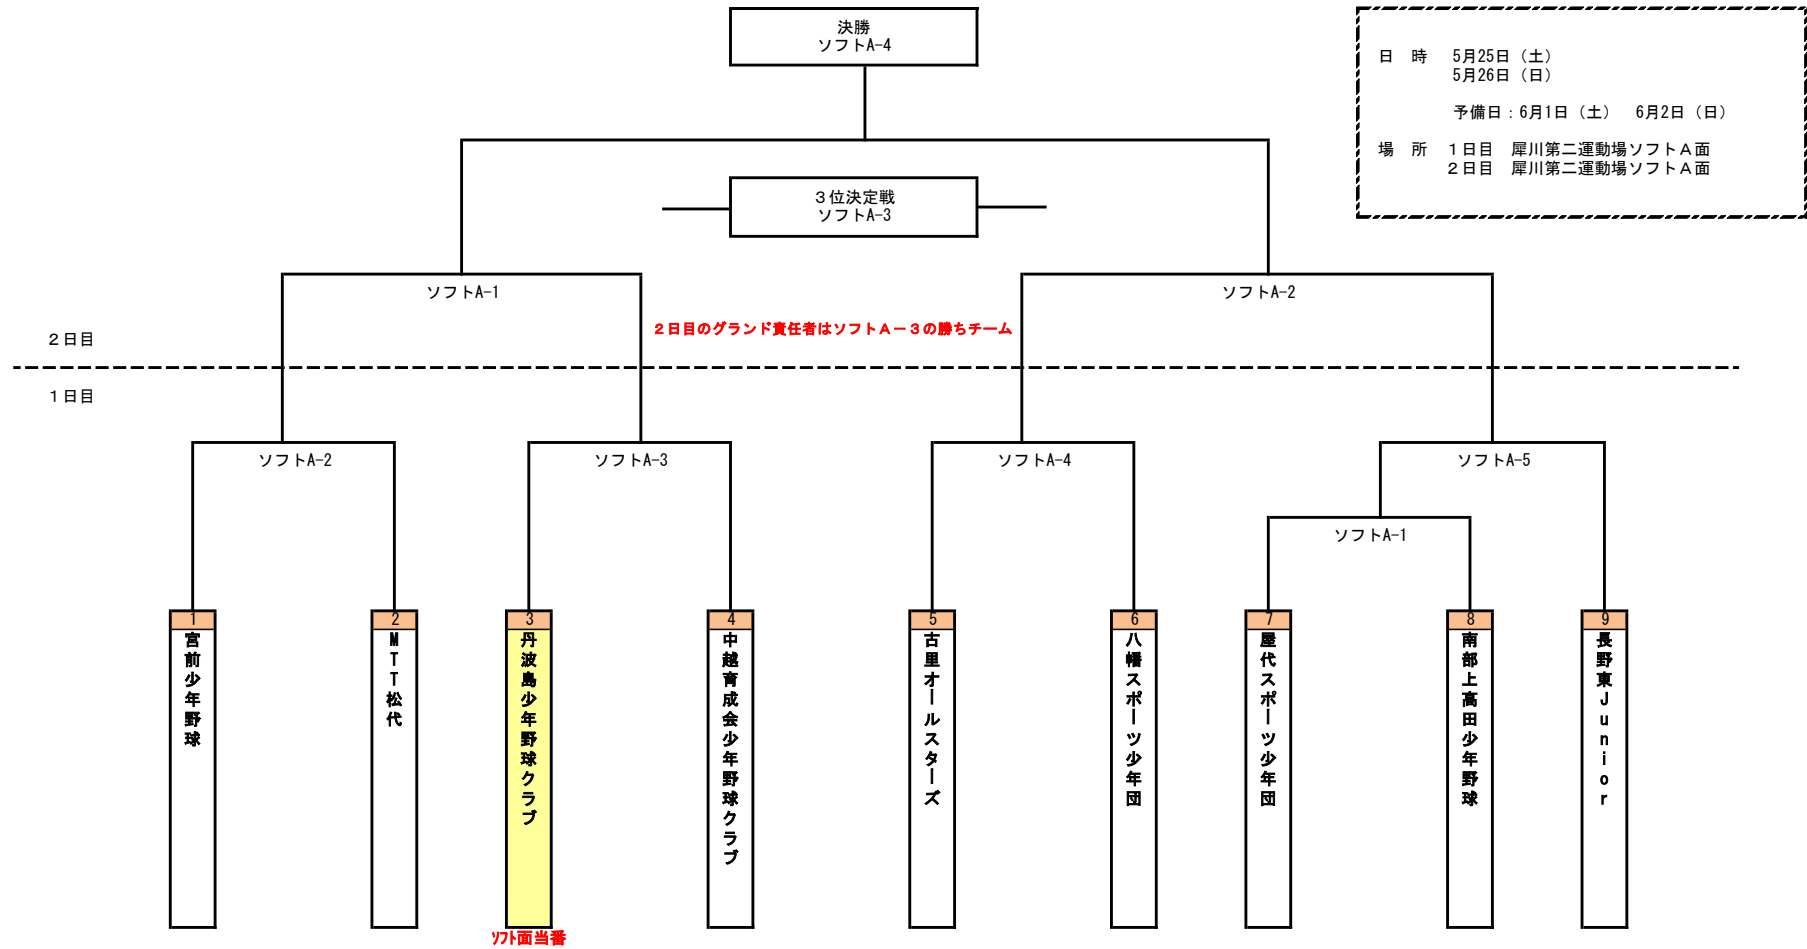 決勝
ソフトA-4
日　時　5月25日（土）
5月26日（日）
予備日：6月1日（土）　6月2日（日）
場　所　１日目　犀川第二運動場ソフトＡ面
２日目　犀川第二運動場ソフトＡ面
３位決定戦
ソフトA-3
ソフトA-1
ソフトA-2
２日目のグランド責任者はソフトＡ－３の勝ちチーム
２日目
１日目
ソフトA-2
ソフトA-3
ソフトA-4
ソフトA-5
ソフトA-1
1
宮前少年野球
2
ＭＴＴ松代
3
丹波島少年野球クラブ
4
中越育成会少年野球クラブ
5
古里オールスターズ
6
八幡スポーツ少年団
7
屋代スポーツ少年団
8
南部上高田少年野球
9
長野東Ｊｕｎｉｏｒ
ｿﾌﾄ面当番